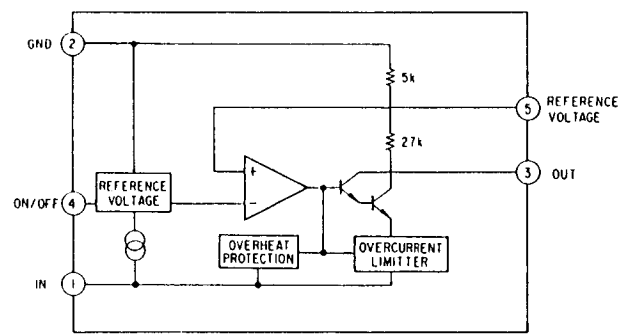 GND 2
5k
5 REFERENCE
VOLTAGE
27k
3 OUT
+
REFERENCE
VOLTAGE
ON/OFF 4
-
OVERHEAT
PROTECTION
OVERCURRENT
LIMITTER
IN 1